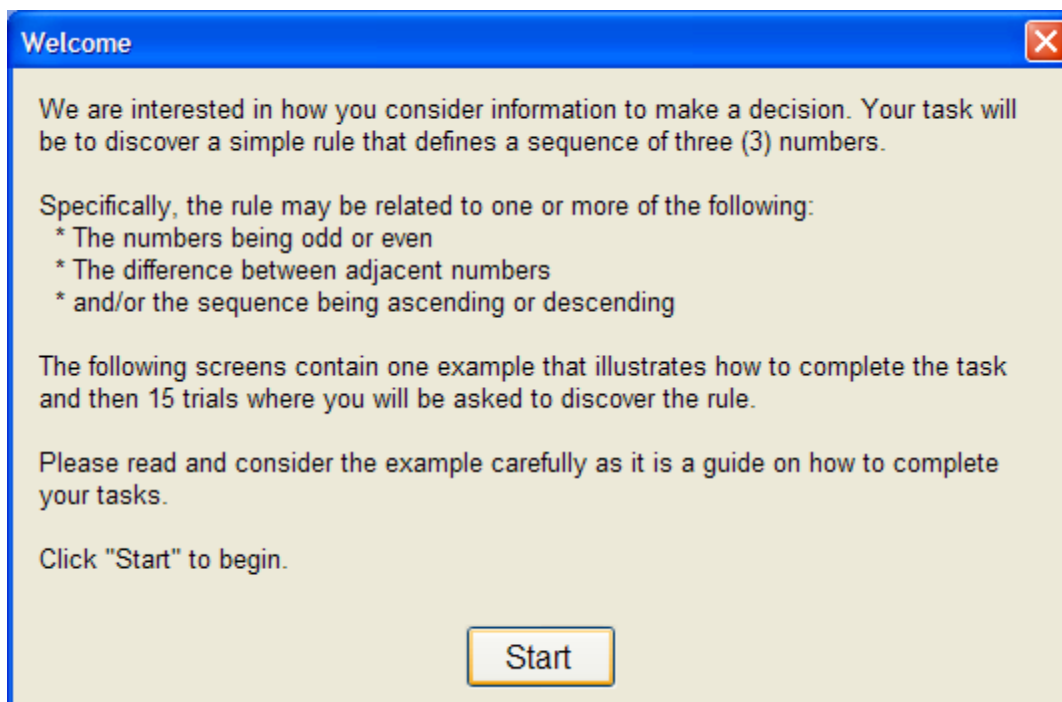 Welcome
We are interested in how you consider information to make a decision. Your task will
be to discover a simple rule that defines a sequence of three (3) numbers.
Specifically, the rule may be related to one or more of the following:
* The numbers being odd or even
* The difference between adjacent numbers
* and/or the sequence being ascending or descending
The following screens contain one example that illustrates how to complete the task
and then 15 trials where you will be asked to discover the rule.
Please read and consider the example carefully as it is a guide on how to complete
your tasks.
Click "Start" to begin.
Start